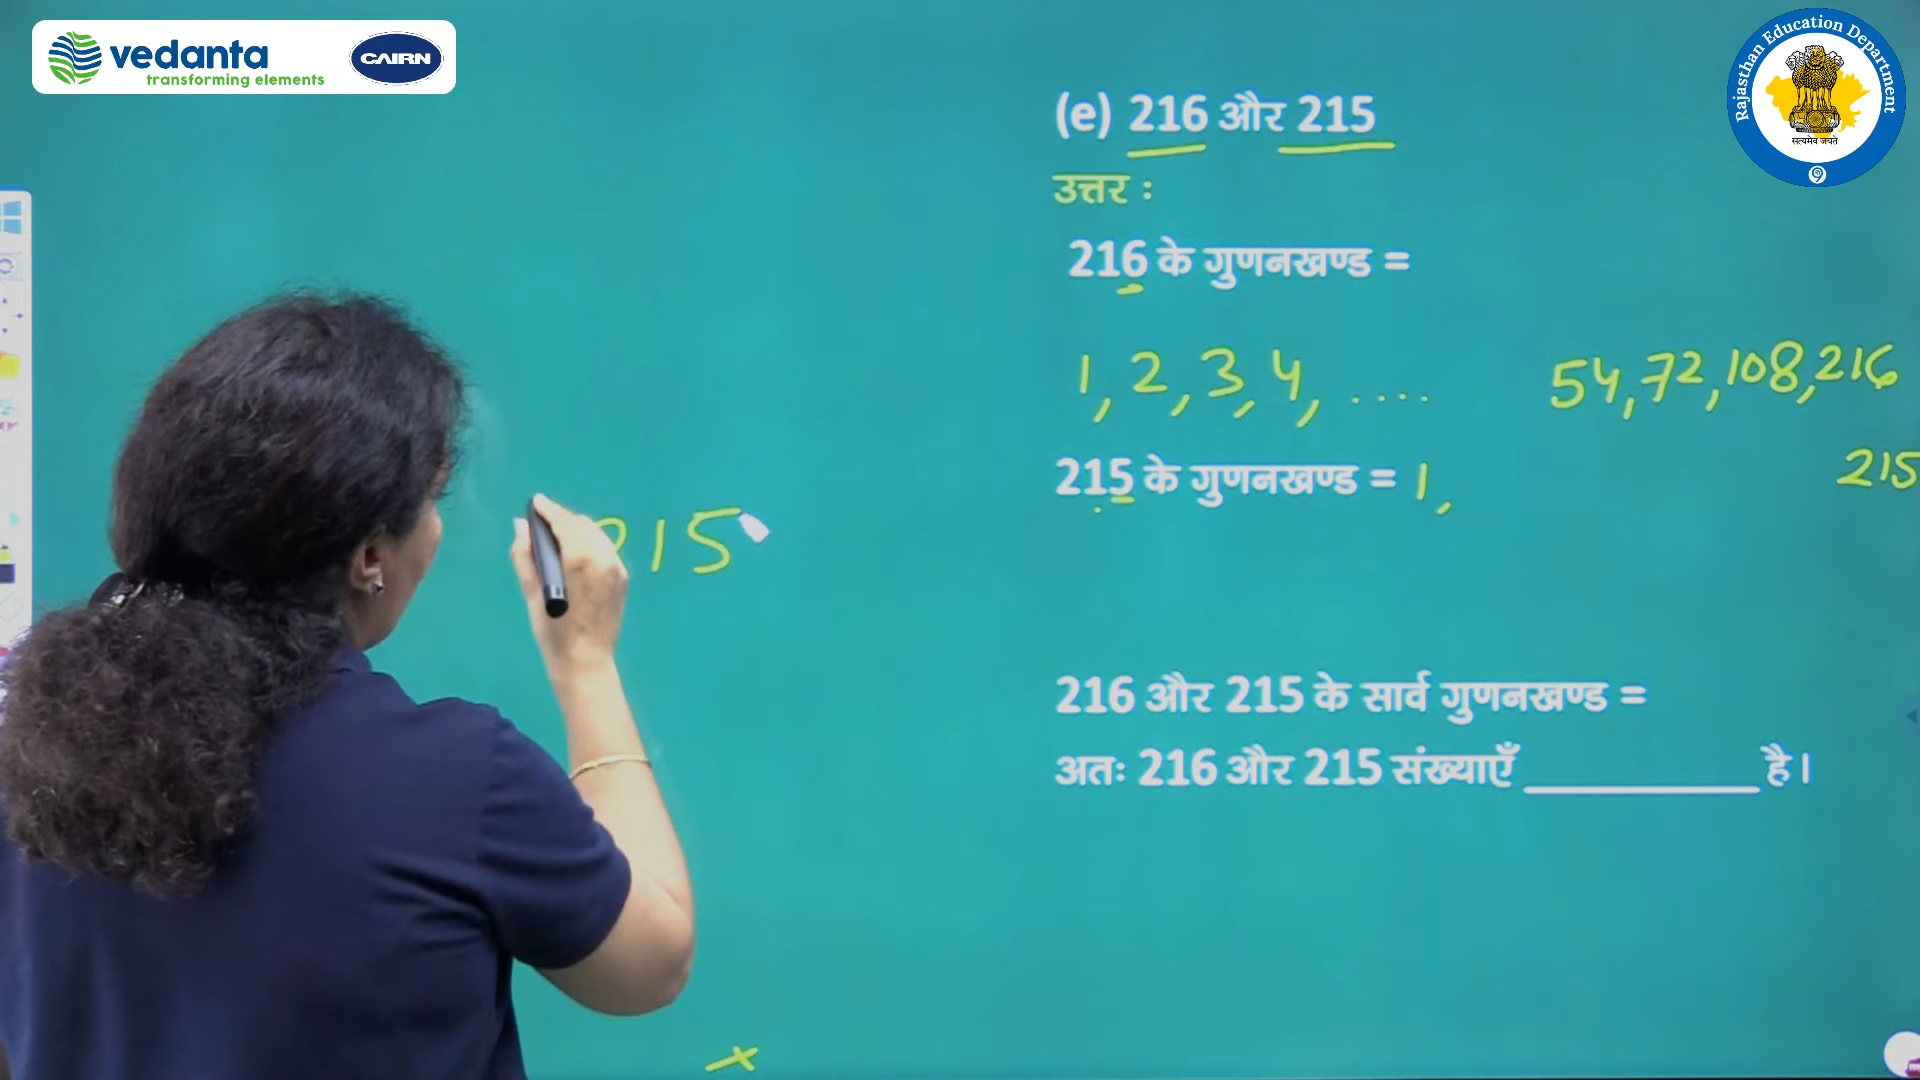 vedanta
transforming elements
CAIRN
Rajasthan Education Department
सत्यमेव जयते
(e) 216 और 215
उत्तर :
216 के गुणनखण्ड =
1, 2, 3, 4, .... 54, 72, 108, 216
215 के गुणनखण्ड = 1, 215
215
216 और 215 के सार्व गुणनखण्ड =
अतः 216 और 215 संख्याएँ __________ है।